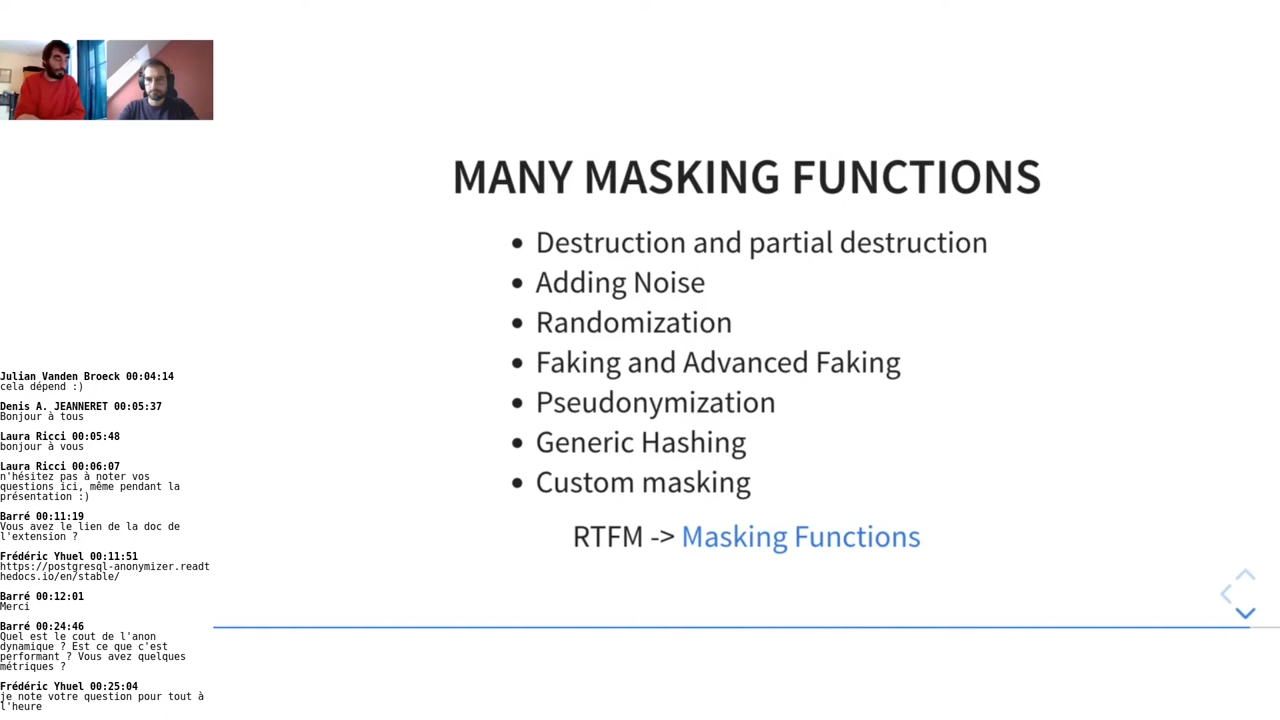 MANY MASKING FUNCTIONS
• Destruction and partial destruction
• Adding Noise
• Randomization
• Faking and Advanced Faking
• Pseudonymization
• Generic Hashing
• Custom masking
RTFM -> Masking Functions
Julian Vanden Broeck 00:04:14
cela dépend :)
Denis A. JEANNERET 00:05:37
Bonjour à tous
Laura Ricci 00:05:48
bonjour à vous
Laura Ricci 00:06:07
n'hésitez pas à noter vos
questions ici, même pendant la
présentation :)
Barré 00:11:19
Vous avez le lien de la doc de
l'extension ?
Frédéric Yhuel 00:11:51
https://postgresql-anonymizer.readt
hedocs.io/en/stable/
Barré 00:12:01
Merci
Barré 00:24:46
Quel est le cout de l'anon
dynamique ? Est ce que c'est
performant ? Vous avez quelques
métriques ?
Frédéric Yhuel 00:25:04
je note votre question pour tout à
l'heure